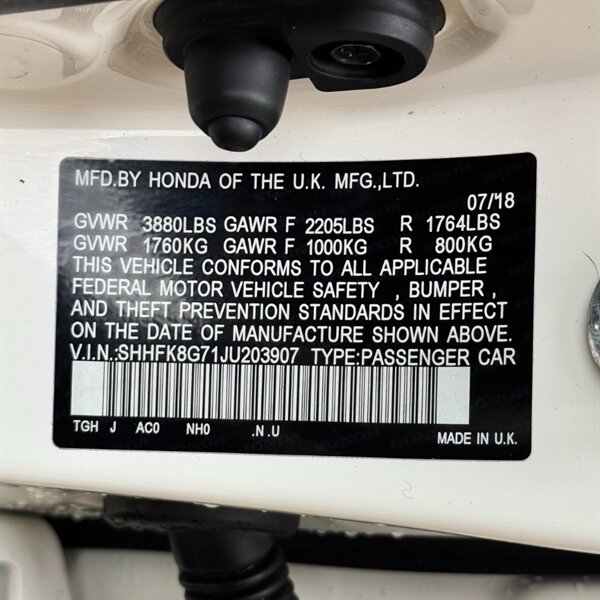 MFD.BY HONDA OF THE U.K. MFG.,LTD.
07/18
GVWR 3880LBS GAWR F 2205LBS R 1764LBS
GVWR 1760KG GAWR F 1000KG R 800KG
THIS VEHICLE CONFORMS TO ALL APPLICABLE
FEDERAL MOTOR VEHICLE SAFETY , BUMPER ,
AND THEFT PREVENTION STANDARDS IN EFFECT
ON THE DATE OF MANUFACTURE SHOWN ABOVE.
V.I.N.:SHHFK8G71JU203907 TYPE:PASSENGER CAR
TGH J AC0 NH0 .N.U
MADE IN U.K.